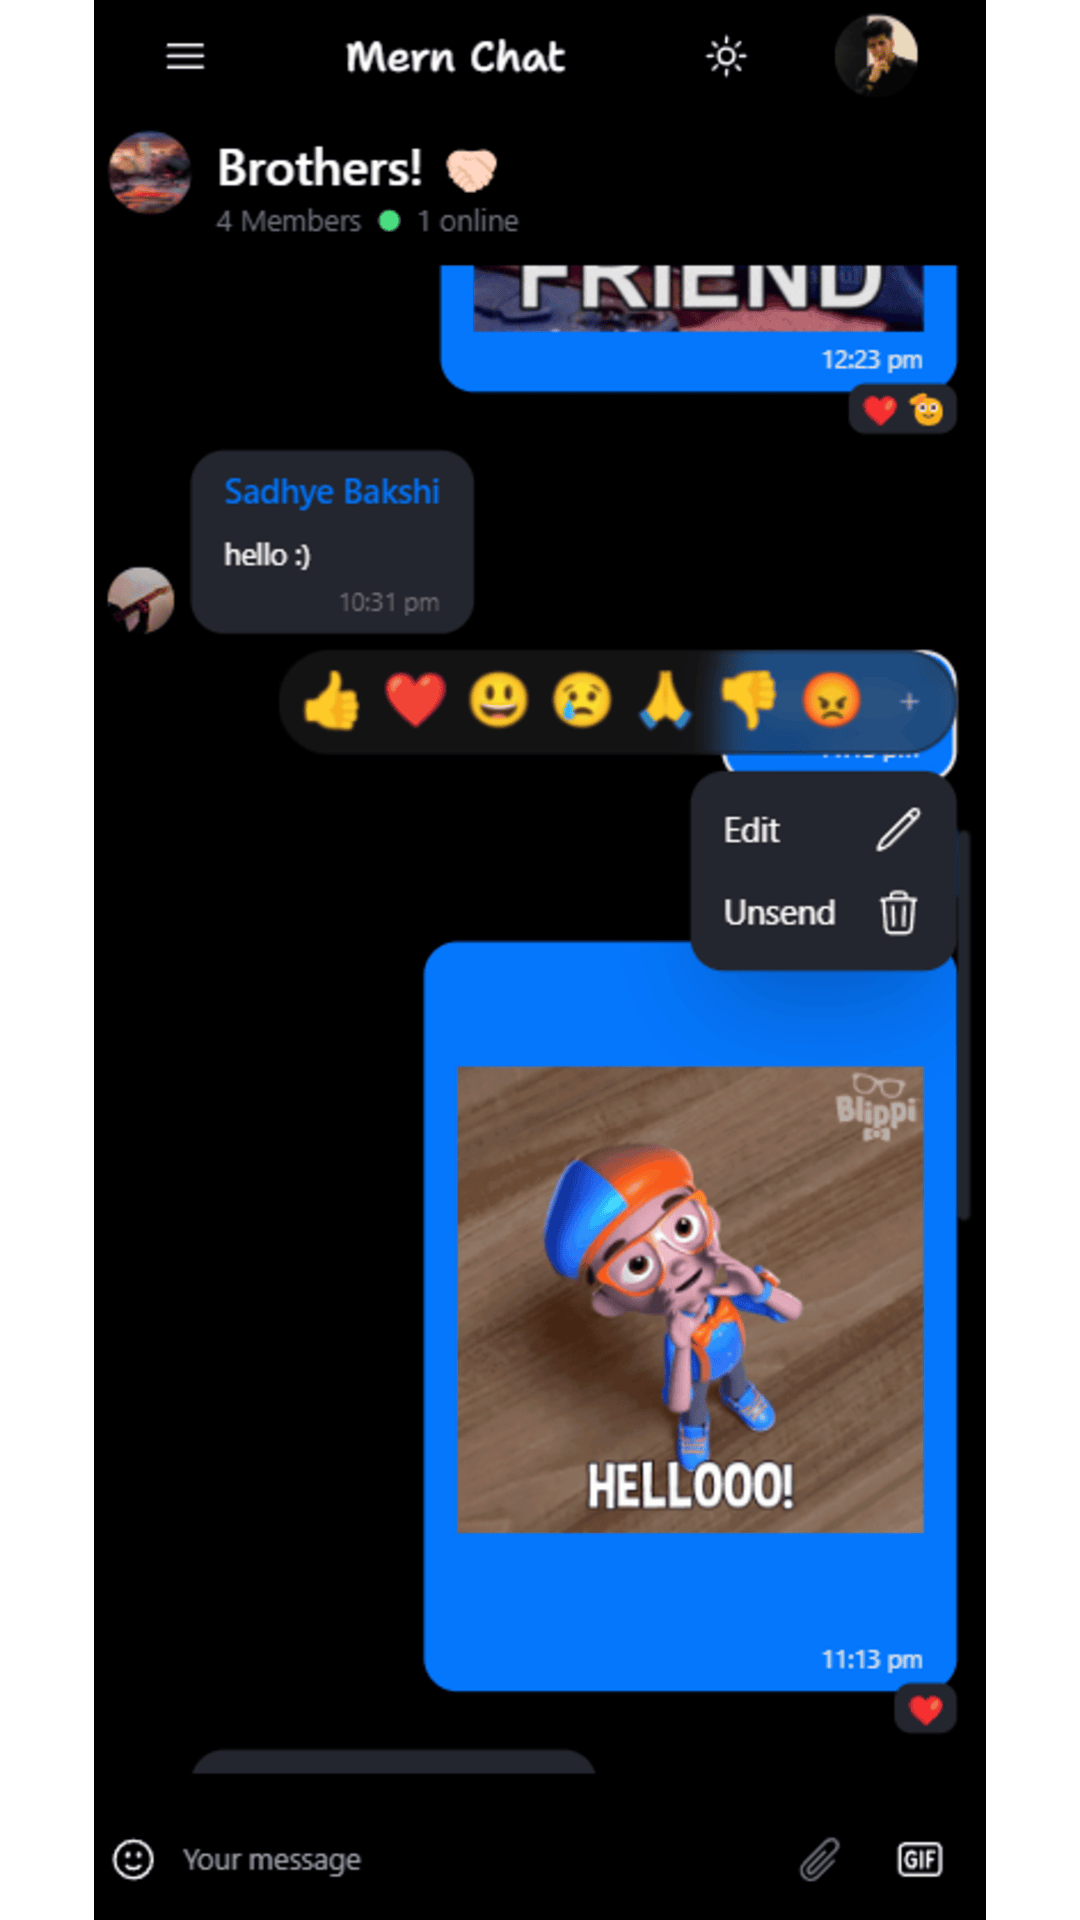 Mern Chat
Brothers! 🤝🏻
4 Members 1 online
FRIEND
12:23 pm
❤️ 🫡
Sadhye Bakshi
hello :)
10:31 pm
👍 ❤️ 😃 😢 🙏 👎 😡 +
Edit
Unsend
Blippi
HELLOOO!
11:13 pm
❤️
Your message
GIF